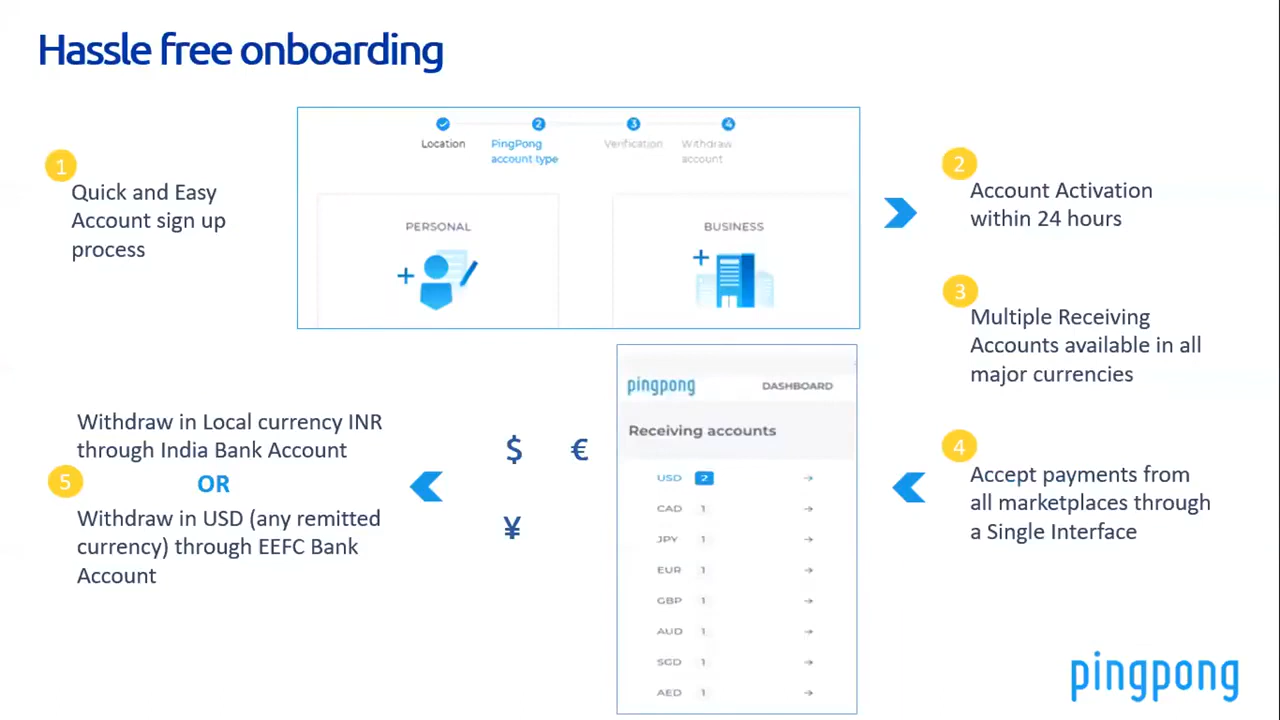 Hassle free onboarding
1
Quick and Easy
Account sign up
process
2
3
4
Location
PingPong
account type
Verification
Withdraw
account
PERSONAL
BUSINESS
2
Account Activation
within 24 hours
3
Multiple Receiving
Accounts available in all
major currencies
4
Accept payments from
all marketplaces through
a Single Interface
pingpong
DASHBOARD
Receiving accounts
USD 2
CAD 1
JPY 1
EUR 1
GBP 1
AUD 1
SGD 1
AED 1
$ €
¥
5
Withdraw in Local currency INR
through India Bank Account
OR
Withdraw in USD (any remitted
currency) through EEFC Bank
Account
pingpong